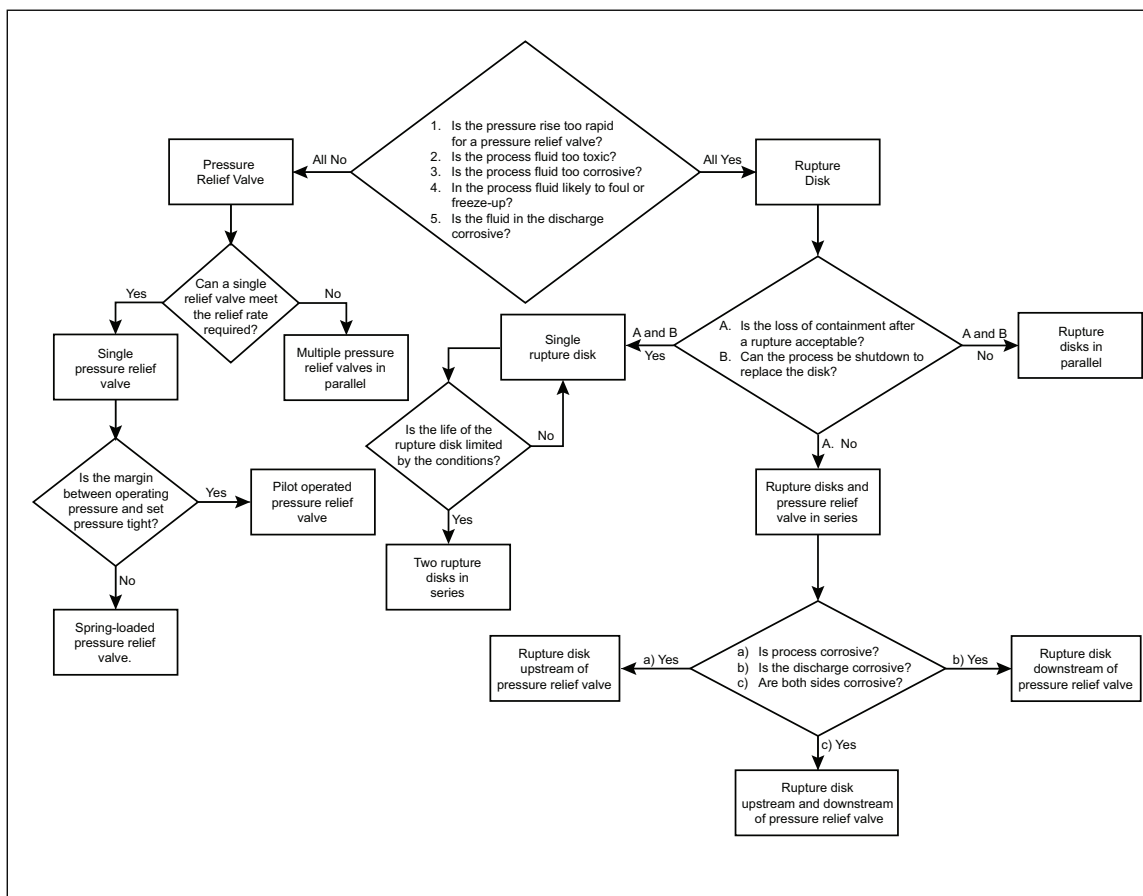 1. Is the pressure rise too rapid
for a pressure relief valve?
2. Is the process fluid too toxic?
3. Is the process fluid too corrosive?
4. In the process fluid likely to foul or
freeze-up?
5. Is the fluid in the discharge
corrosive?
All No
All Yes
Pressure
Relief Valve
Rupture
Disk
Can a single
relief valve meet
the relief rate
required?
Yes
No
Single
pressure relief
valve
Multiple pressure
relief valves in
parallel
Is the margin
between operating
pressure and set
pressure tight?
Yes
Pilot operated
pressure relief
valve
No
Spring-loaded
pressure relief
valve.
A. Is the loss of containment after
a rupture acceptable?
B. Can the process be shutdown to
replace the disk?
A and B
Yes
A and B
No
Single
rupture disk
Rupture
disks in
parallel
Is the life of the
rupture disk limited
by the conditions?
No
Yes
Two rupture
disks in
series
A. No
Rupture disks and
pressure relief
valve in series
a) Is process corrosive?
b) Is the discharge corrosive?
c) Are both sides corrosive?
a) Yes
b) Yes
c) Yes
Rupture disk
upstream of
pressure relief valve
Rupture disk
downstream of
pressure relief valve
Rupture disk
upstream and downstream
of pressure relief valve